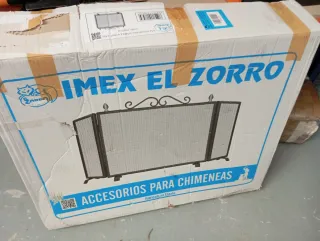 IMEX EL ZORRO
ACCESORIOS PARA CHIMENEAS